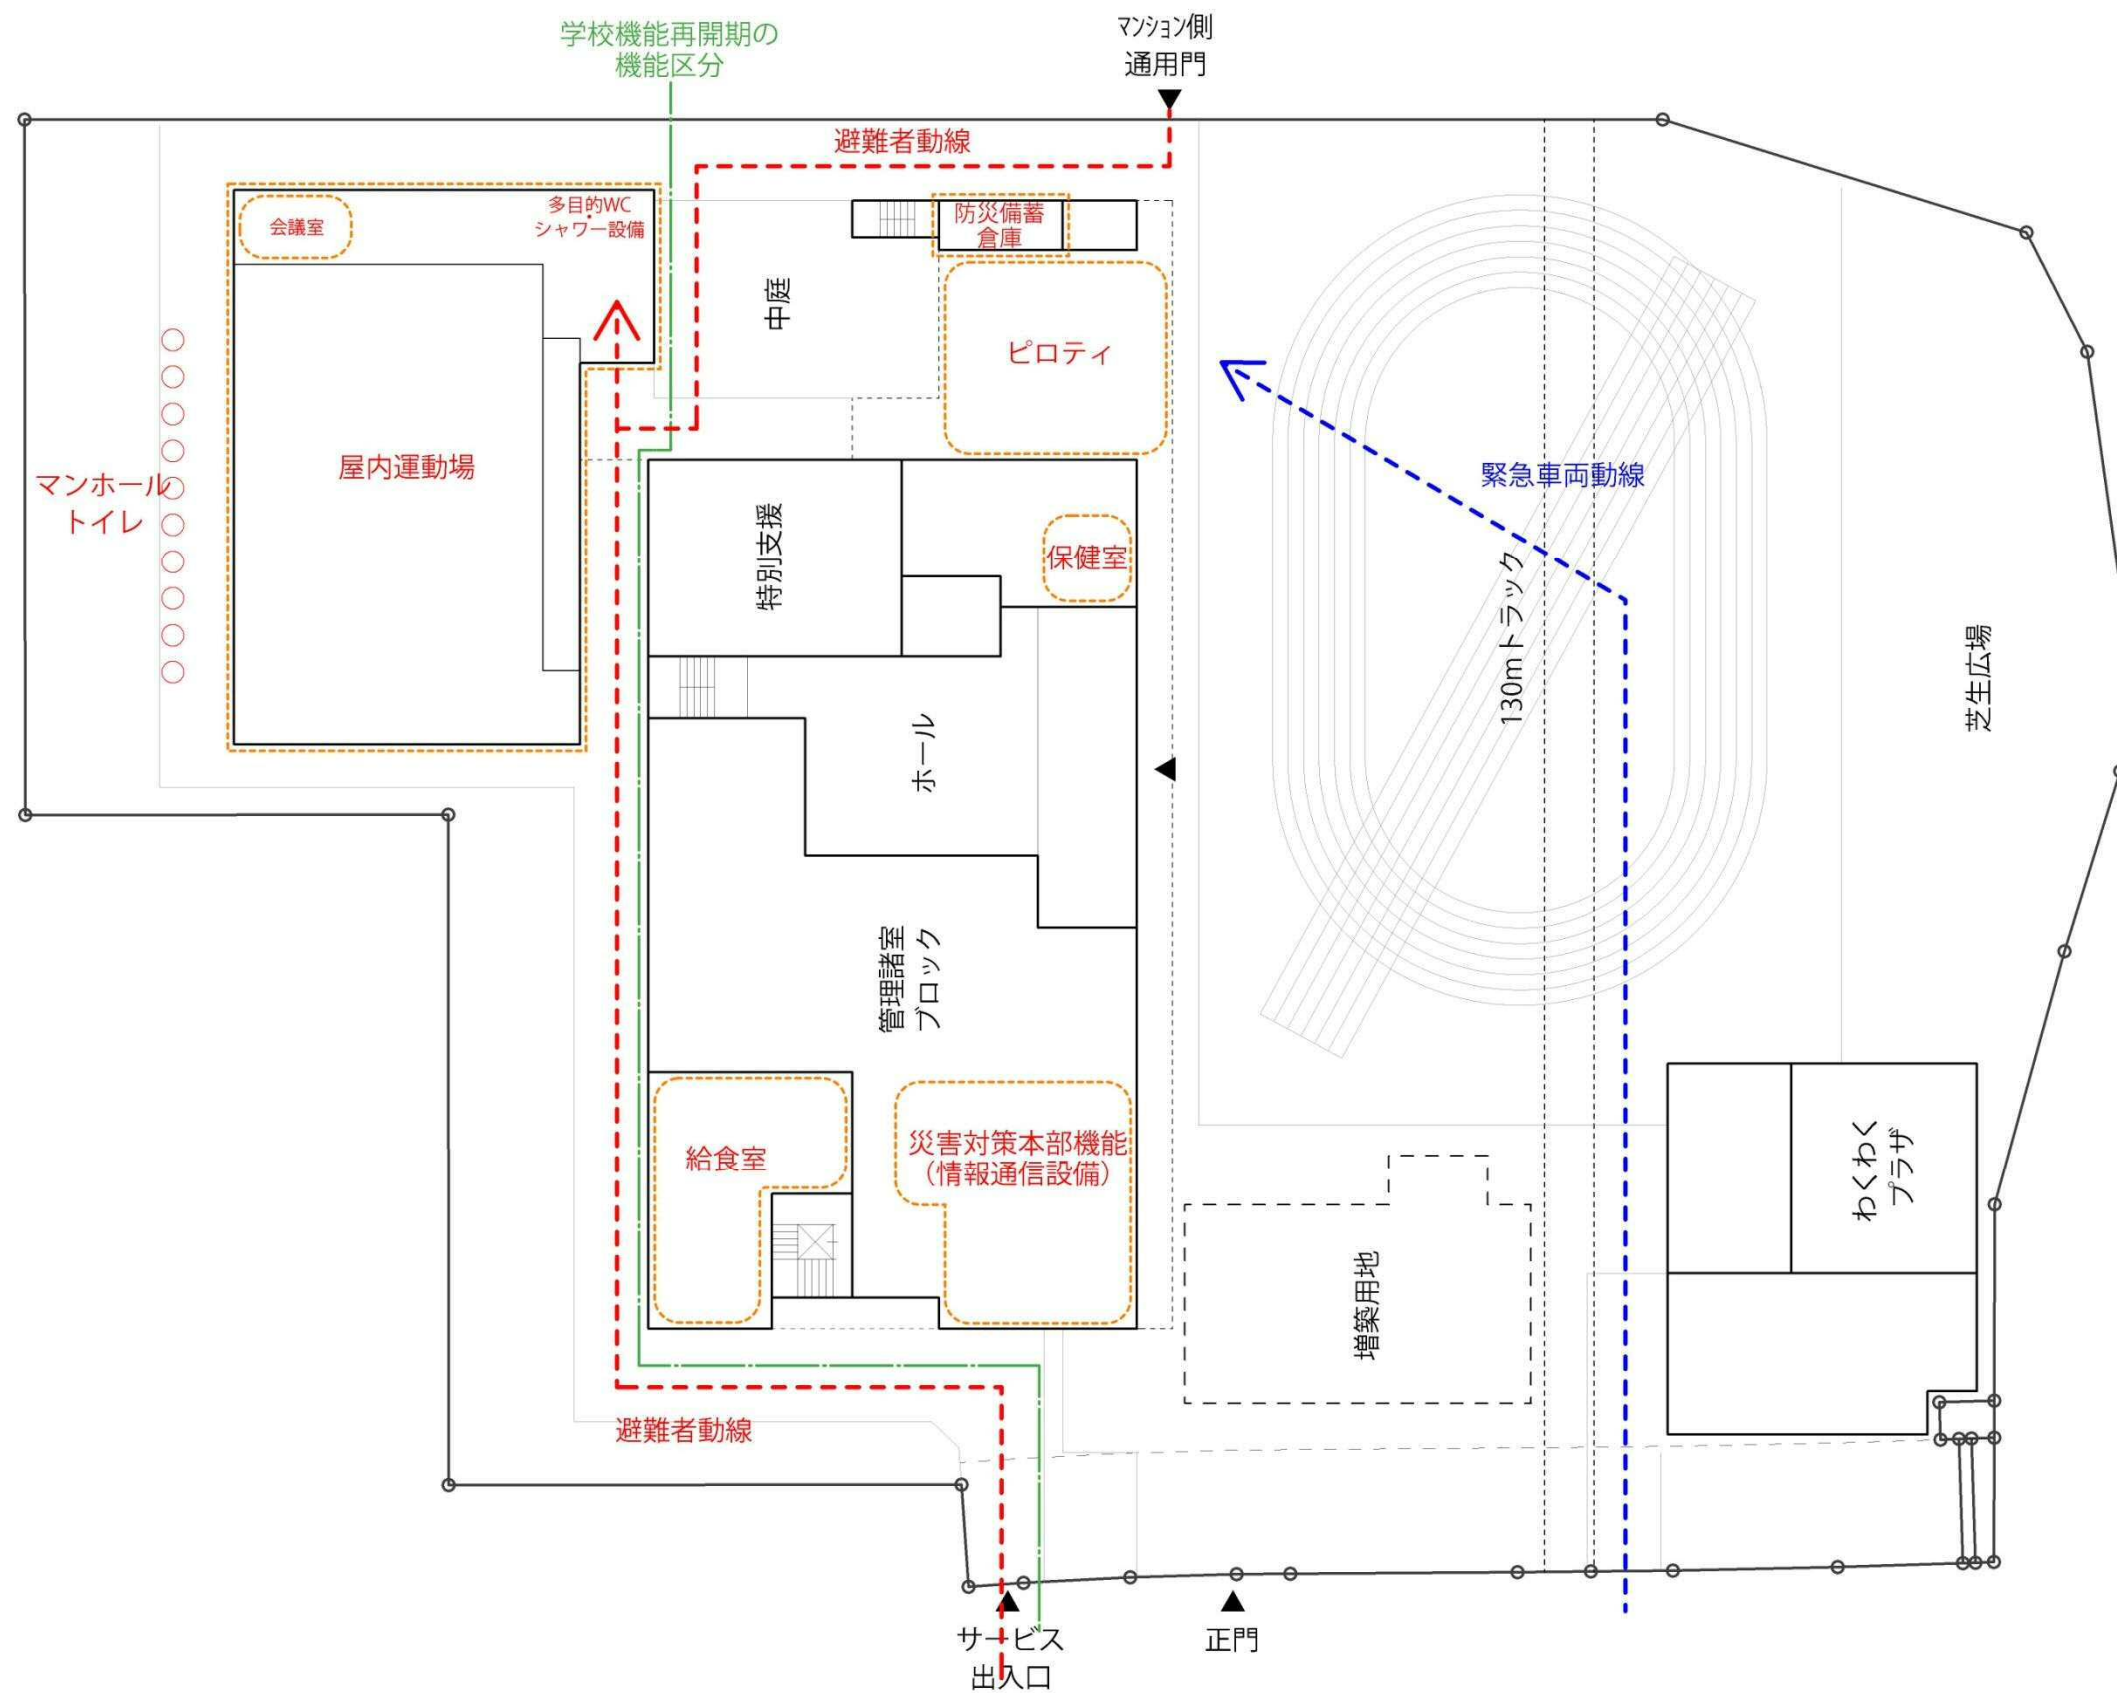 学校機能再開期の
機能区分
マンション側
通用門
避難者動線
会議室
多目的WC
・
シャワー設備
防災備蓄
倉庫
中庭
ピロティ
マンホール
トイレ
屋内運動場
緊急車両動線
特別支援
保健室
130mトラック
芝生広場
ホール
管理諸室
ブロック
給食室
災害対策本部機能
（情報通信設備）
わくわく
プラザ
増築用地
避難者動線
サービス
出入口
正門